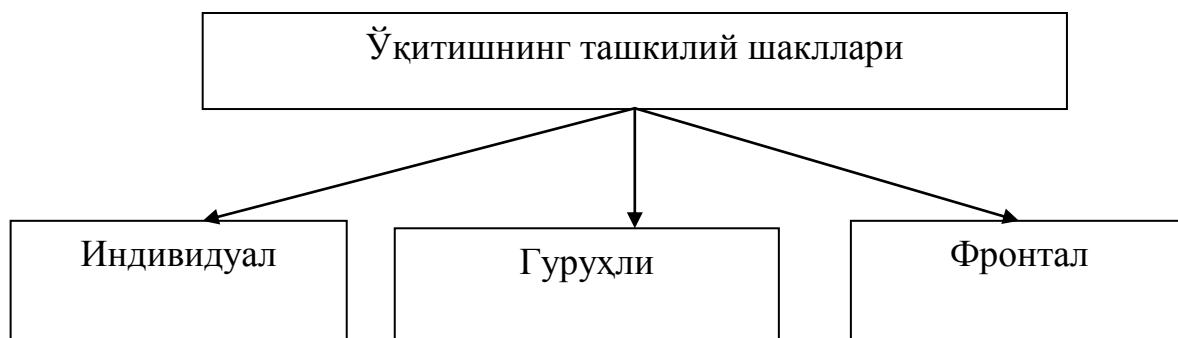 Ўқитишнинг ташкилий шакллари
Индивидуал
Гуруҳли
Фронтал